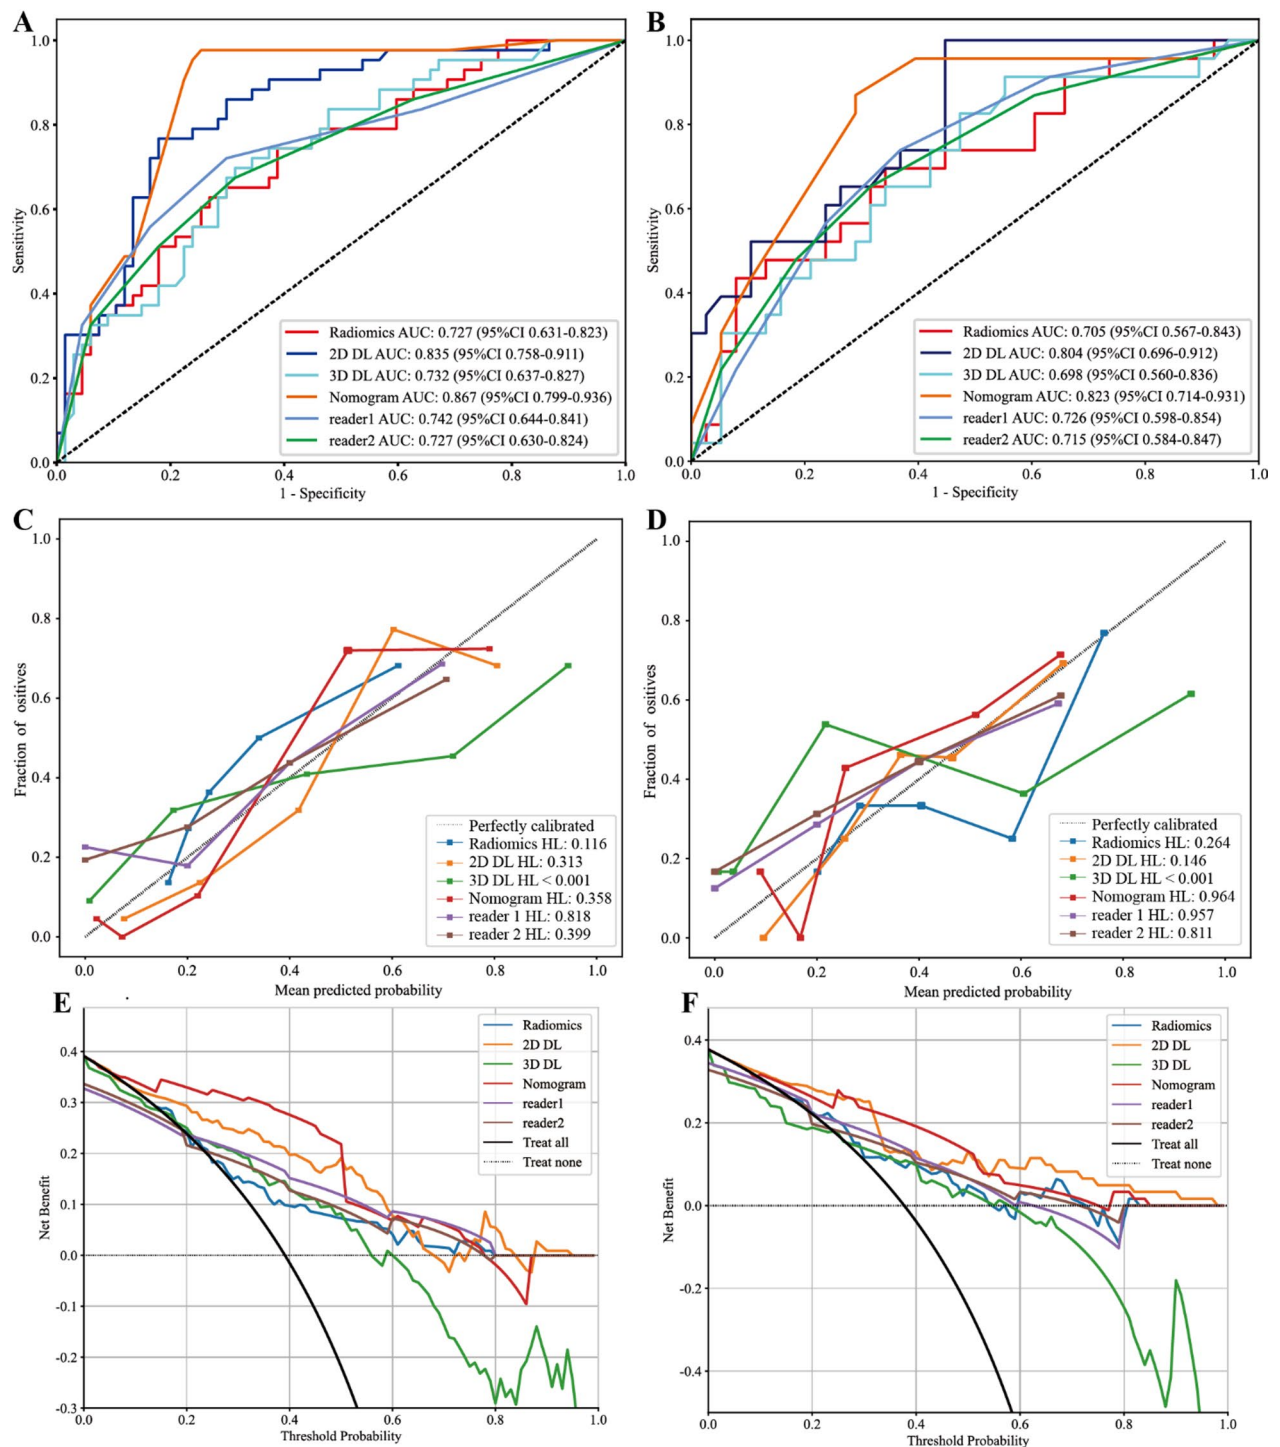 A
1.0
0.8
0.6
0.4
0.2
0.0
Sensitivity
Radiomics AUC: 0.727 (95%CI 0.631-0.823)
2D DL AUC: 0.835 (95%CI 0.758-0.911)
3D DL AUC: 0.732 (95%CI 0.637-0.827)
Nomogram AUC: 0.867 (95%CI 0.799-0.936)
reader1 AUC: 0.742 (95%CI 0.644-0.841)
reader2 AUC: 0.727 (95%CI 0.630-0.824)
0.0 0.2 0.4 0.6 0.8 1.0
1 - Specificity
B
1.0
0.8
0.6
0.4
0.2
0.0
Sensitivity
Radiomics AUC: 0.705 (95%CI 0.567-0.843)
2D DL AUC: 0.804 (95%CI 0.696-0.912)
3D DL AUC: 0.698 (95%CI 0.560-0.836)
Nomogram AUC: 0.823 (95%CI 0.714-0.931)
reader1 AUC: 0.726 (95%CI 0.598-0.854)
reader2 AUC: 0.715 (95%CI 0.584-0.847)
0.0 0.2 0.4 0.6 0.8 1.0
1 - Specificity
C
1.0
0.8
0.6
0.4
0.2
0.0
Fraction of ositives
Perfectly calibrated
Radiomics HL: 0.116
2D DL HL: 0.313
3D DL HL < 0.001
Nomogram HL: 0.358
reader 1 HL: 0.818
reader 2 HL: 0.399
0.0 0.2 0.4 0.6 0.8 1.0
Mean predicted probability
D
1.0
0.8
0.6
0.4
0.2
0.0
Fraction of ositives
Perfectly calibrated
Radiomics HL: 0.264
2D DL HL: 0.146
3D DL HL < 0.001
Nomogram HL: 0.964
reader 1 HL: 0.957
reader 2 HL: 0.811
0.0 0.2 0.4 0.6 0.8 1.0
Mean predicted probability
E
0.4
0.3
0.2
0.1
0.0
-0.1
-0.2
-0.3
Net Benefit
Radiomics
2D DL
3D DL
Nomogram
reader1
reader2
Treat all
Treat none
0.0 0.2 0.4 0.6 0.8 1.0
Threshold Probability
F
0.4
0.2
0.0
-0.2
-0.4
Net Benefit
Radiomics
2D DL
3D DL
Nomogram
reader1
reader2
Treat all
Treat none
0.0 0.2 0.4 0.6 0.8 1.0
Threshold Probability